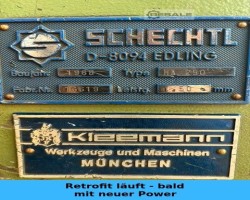 SCHECHTL
D-8094 EDLING
Baujahr Type
Fabr.Nr. mm
Kleemann
Werkzeuge und Maschinen
MÜNCHEN
Retrofit läuft - bald
mit neuer Power